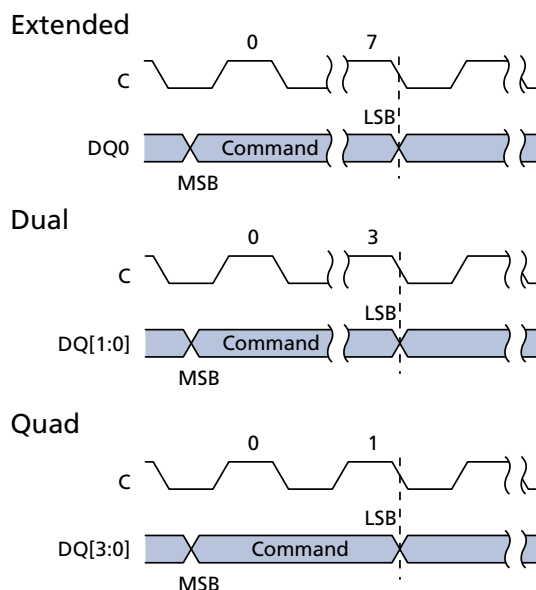 Extended
0 7
C
LSB
DQ0 Command
MSB
Dual
0 3
C
LSB
DQ[1:0] Command
MSB
Quad
0 1
C
LSB
DQ[3:0] Command
MSB